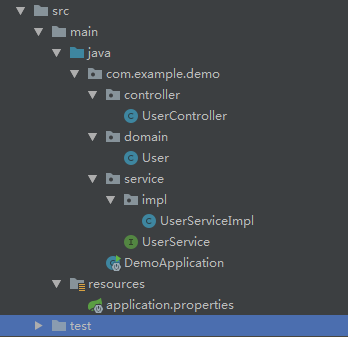 src
main
java
com.example.demo
controller
C UserController
domain
C User
service
impl
C UserServiceImpl
I UserService
C DemoApplication
resources
application.properties
test